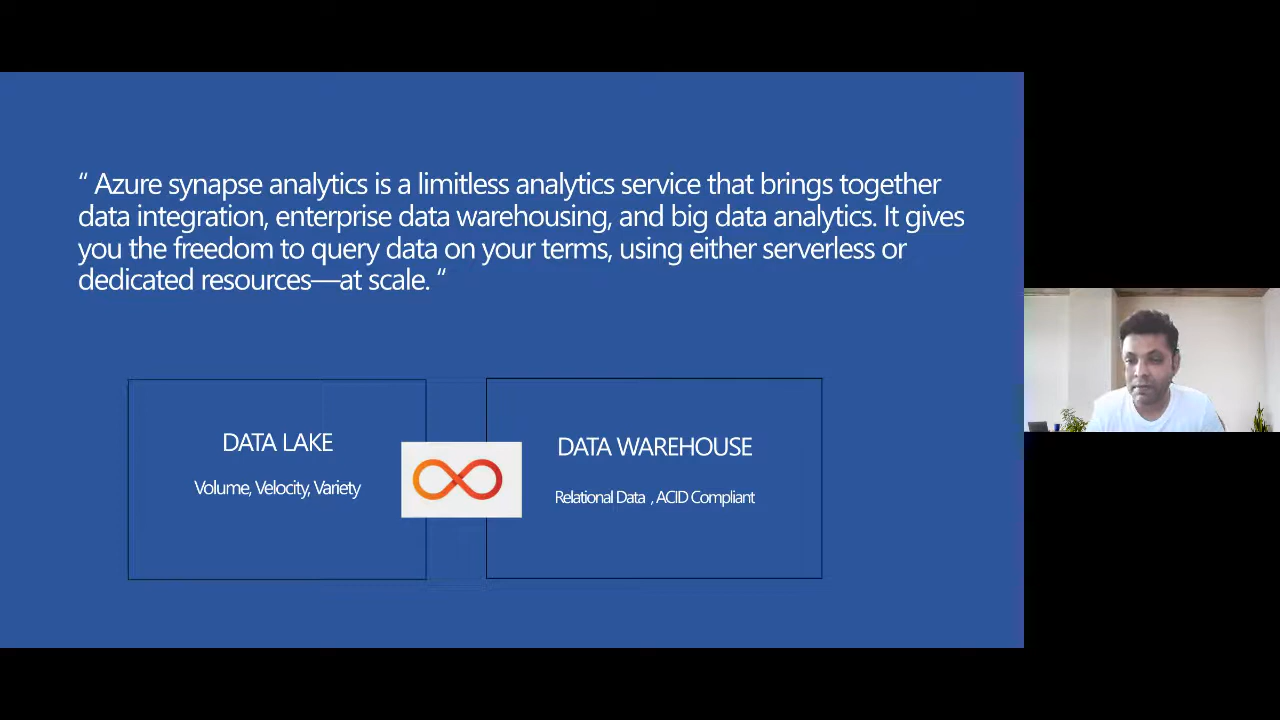 “ Azure synapse analytics is a limitless analytics service that brings together
data integration, enterprise data warehousing, and big data analytics. It gives
you the freedom to query data on your terms, using either serverless or
dedicated resources—at scale. “
DATA LAKE
Volume, Velocity, Variety
DATA WAREHOUSE
Relational Data , ACID Compliant